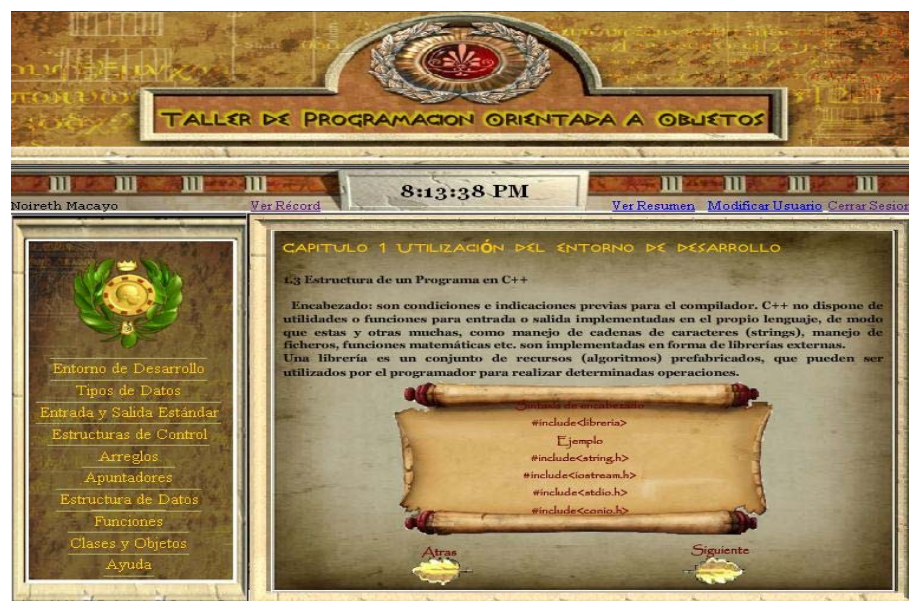 TALLER DE PROGRAMACION ORIENTADA A OBJETOS
8:13:38 PM
Noireth Macayo
Ver Récord
Ver Resumen Modificar Usuario Cerrar Sesion
Entorno de Desarrollo
Tipos de Datos
Entrada y Salida Estándar
Estructuras de Control
Arreglos
Apuntadores
Estructura de Datos
Funciones
Clases y Objetos
Ayuda
CAPITULO 1 UTILIZACIÓN DEL ENTORNO DE DESARROLLO
1.3 Estructura de un Programa en C++
Encabezado: son condiciones e indicaciones previas para el compilador. C++ no dispone de
utilidades o funciones para entrada o salida implementadas en el propio lenguaje, de modo
que estas y otras muchas, como manejo de cadenas de caracteres (strings), manejo de
ficheros, funciones matemáticas etc. son implementadas en forma de librerías externas.
Una librería es un conjunto de recursos (algoritmos) prefabricados, que pueden ser
utilizados por el programador para realizar determinadas operaciones.
Sintaxis de encabezado
#include<libreria>
Ejemplo
#include<string.h>
#include<iostream.h>
#include<stdio.h>
#include<conio.h>
Atras
Siguiente